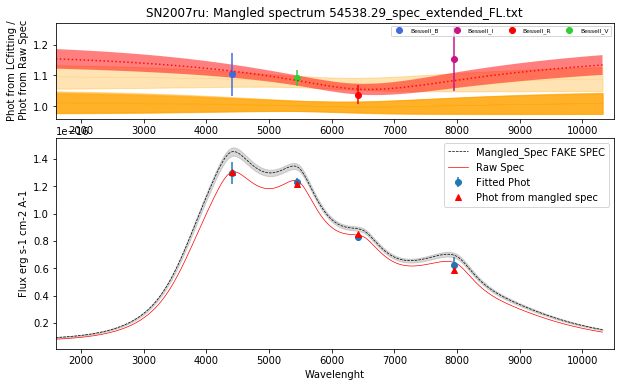 SN2007ru: Mangled spectrum 54538.29_spec_extended_FL.txt
Phot from LCfitting /
Phot from Raw Spec
1.2
1.1
1.0
Bessell_B
Bessell_I
Bessell_R
Bessell_V
2000 3000 4000 5000 6000 7000 8000 9000 10000
Flux erg s-1 cm-2 A-1
1.4
1.2
1.0
0.8
0.6
0.4
0.2
Mangled_Spec FAKE SPEC
Raw Spec
Fitted Phot
Phot from mangled spec
2000 3000 4000 5000 6000 7000 8000 9000 10000
Wavelenght